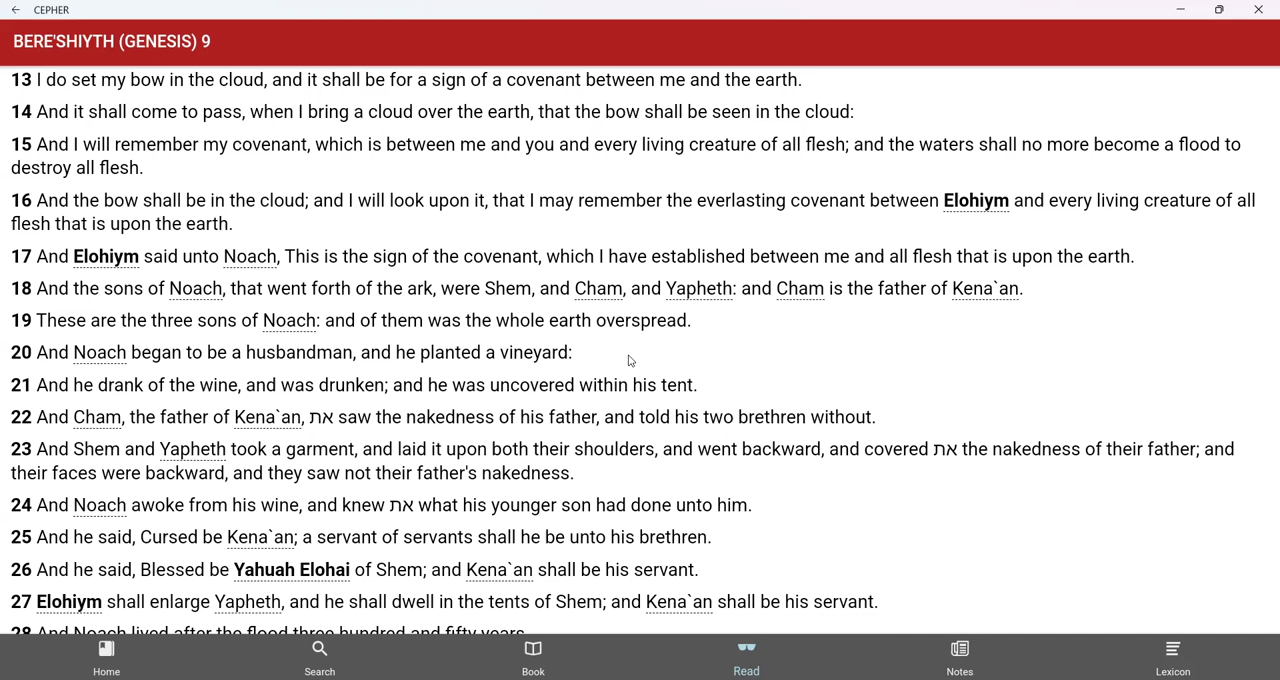 CEPHER
BERE'SHIYTH (GENESIS) 9
13 I do set my bow in the cloud, and it shall be for a sign of a covenant between me and the earth.
14 And it shall come to pass, when I bring a cloud over the earth, that the bow shall be seen in the cloud:
15 And I will remember my covenant, which is between me and you and every living creature of all flesh; and the waters shall no more become a flood to
destroy all flesh.
16 And the bow shall be in the cloud; and I will look upon it, that I may remember the everlasting covenant between Elohiym and every living creature of all
flesh that is upon the earth.
17 And Elohiym said unto Noach, This is the sign of the covenant, which I have established between me and all flesh that is upon the earth.
18 And the sons of Noach, that went forth of the ark, were Shem, and Cham, and Yapheth: and Cham is the father of Kena`an.
19 These are the three sons of Noach: and of them was the whole earth overspread.
20 And Noach began to be a husbandman, and he planted a vineyard:
21 And he drank of the wine, and was drunken; and he was uncovered within his tent.
22 And Cham, the father of Kena`an, את saw the nakedness of his father, and told his two brethren without.
23 And Shem and Yapheth took a garment, and laid it upon both their shoulders, and went backward, and covered את the nakedness of their father; and
their faces were backward, and they saw not their father's nakedness.
24 And Noach awoke from his wine, and knew את what his younger son had done unto him.
25 And he said, Cursed be Kena`an; a servant of servants shall he be unto his brethren.
26 And he said, Blessed be Yahuah Elohai of Shem; and Kena`an shall be his servant.
27 Elohiym shall enlarge Yapheth, and he shall dwell in the tents of Shem; and Kena`an shall be his servant.
28 And Noach lived after the flood three hundred and fifty years.
Home Search Book Read Notes Lexicon